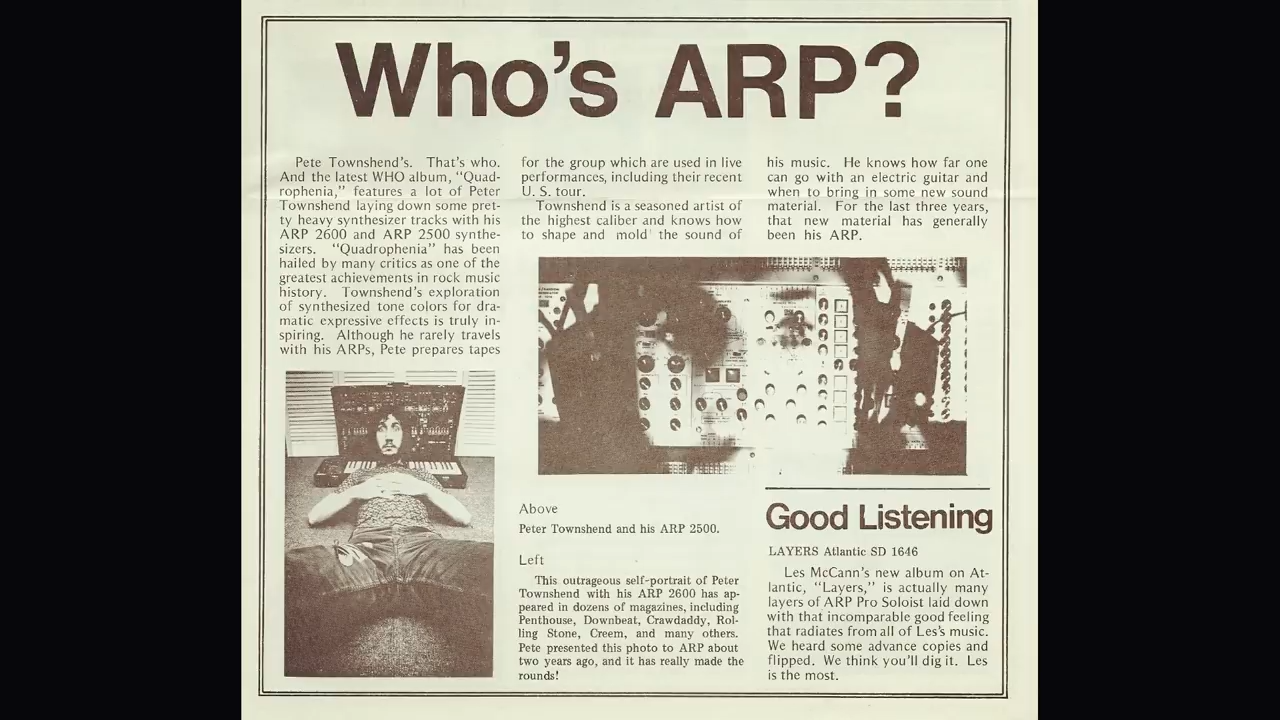 Who's ARP?
Pete Townshend's. That's who.
And the latest WHO album, "Quad-
rophenia," features a lot of Peter
Townshend laying down some pret-
ty heavy synthesizer tracks with his
ARP 2600 and ARP 2500 synthe-
sizers. "Quadrophenia" has been
hailed by many critics as one of the
greatest achievements in rock music
history. Townshend's exploration
of synthesized tone colors for dra-
matic expressive effects is truly in-
spiring. Although he rarely travels
with his ARPs, Pete prepares tapes
for the group which are used in live
performances, including their recent
U. S. tour.
Townshend is a seasoned artist of
the highest caliber and knows how
to shape and mold the sound of
his music. He knows how far one
can go with an electric guitar and
when to bring in some new sound
material. For the last three years,
that new material has generally
been his ARP.
Above
Peter Townshend and his ARP 2500.
Left
This outrageous self-portrait of Peter
Townshend with his ARP 2600 has ap-
peared in dozens of magazines, including
Penthouse, Downbeat, Crawdaddy, Rol-
ling Stone, Creem, and many others.
Pete presented this photo to ARP about
two years ago, and it has really made the
rounds!
Good Listening
LAYERS Atlantic SD 1646
Les McCann's new album on At-
lantic, "Layers," is actually many
layers of ARP Pro Soloist laid down
with that incomparable good feeling
that radiates from all of Les's music.
We heard some advance copies and
flipped. We think you'll dig it. Les
is the most.